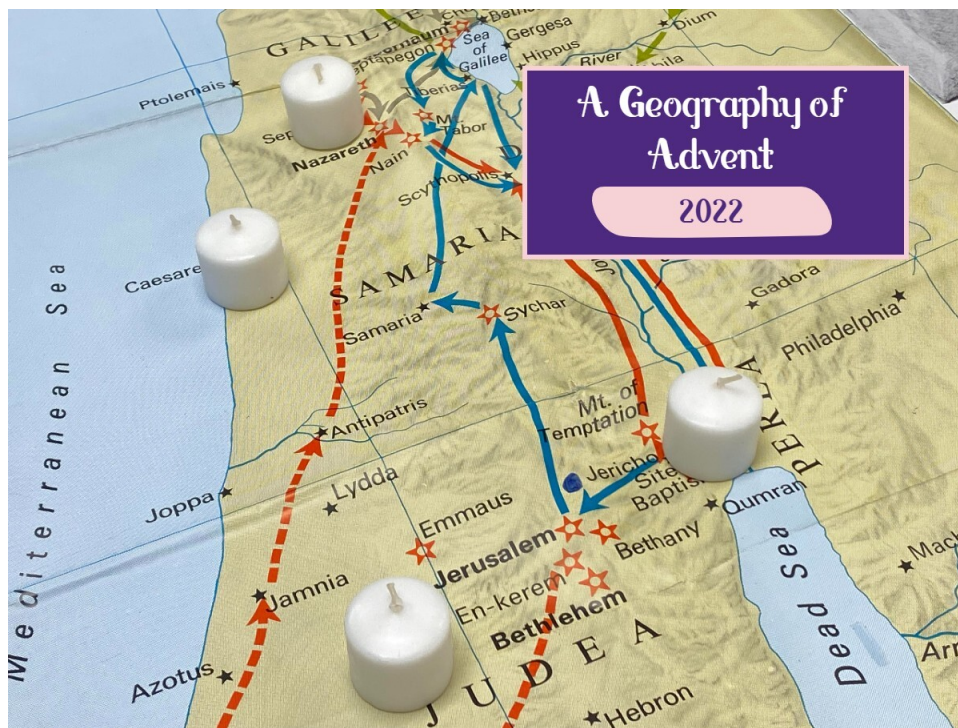 GALILEE
Gergesa
Dium
Sea
of
Galilee
Hippus
River
Ptolemais
Tiberias
Mt.
Tabor
Nazareth
Nain
Scythopolis
A Geography of
Advent
2022
SAMARIA
Samaria
Sychar
Gadora
Philadelphia
PEREA
Mediterranean Sea
Antipatris
Mt. of
Temptation
Joppa
Lydda
Jericho
Emmaus
Qumran
Jerusalem
Bethany
Jamnia
En-kerem
Bethlehem
Dead Sea
Azotus
JUDEA
Hebron